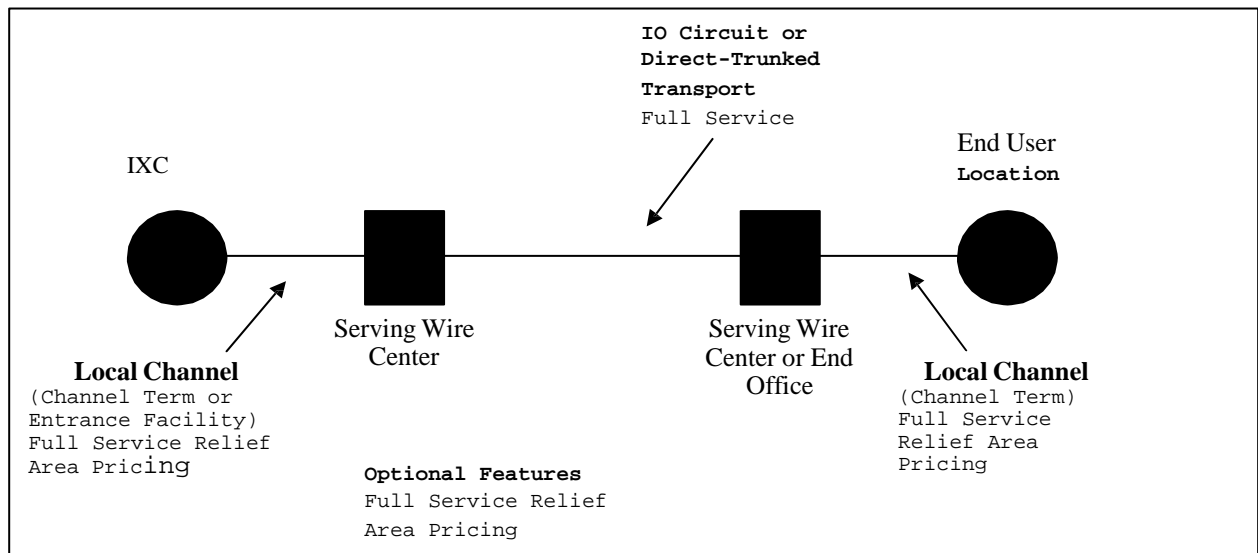 IO Circuit or
Direct-Trunked
Transport
Full Service
IXC
End User
Location
Serving Wire
Center
Serving Wire
Center or End
Office
Local Channel
(Channel Term or
Entrance Facility)
Full Service Relief
Area Pricing
Local Channel
(Channel Term)
Full Service
Relief Area
Pricing
Optional Features
Full Service Relief
Area Pricing